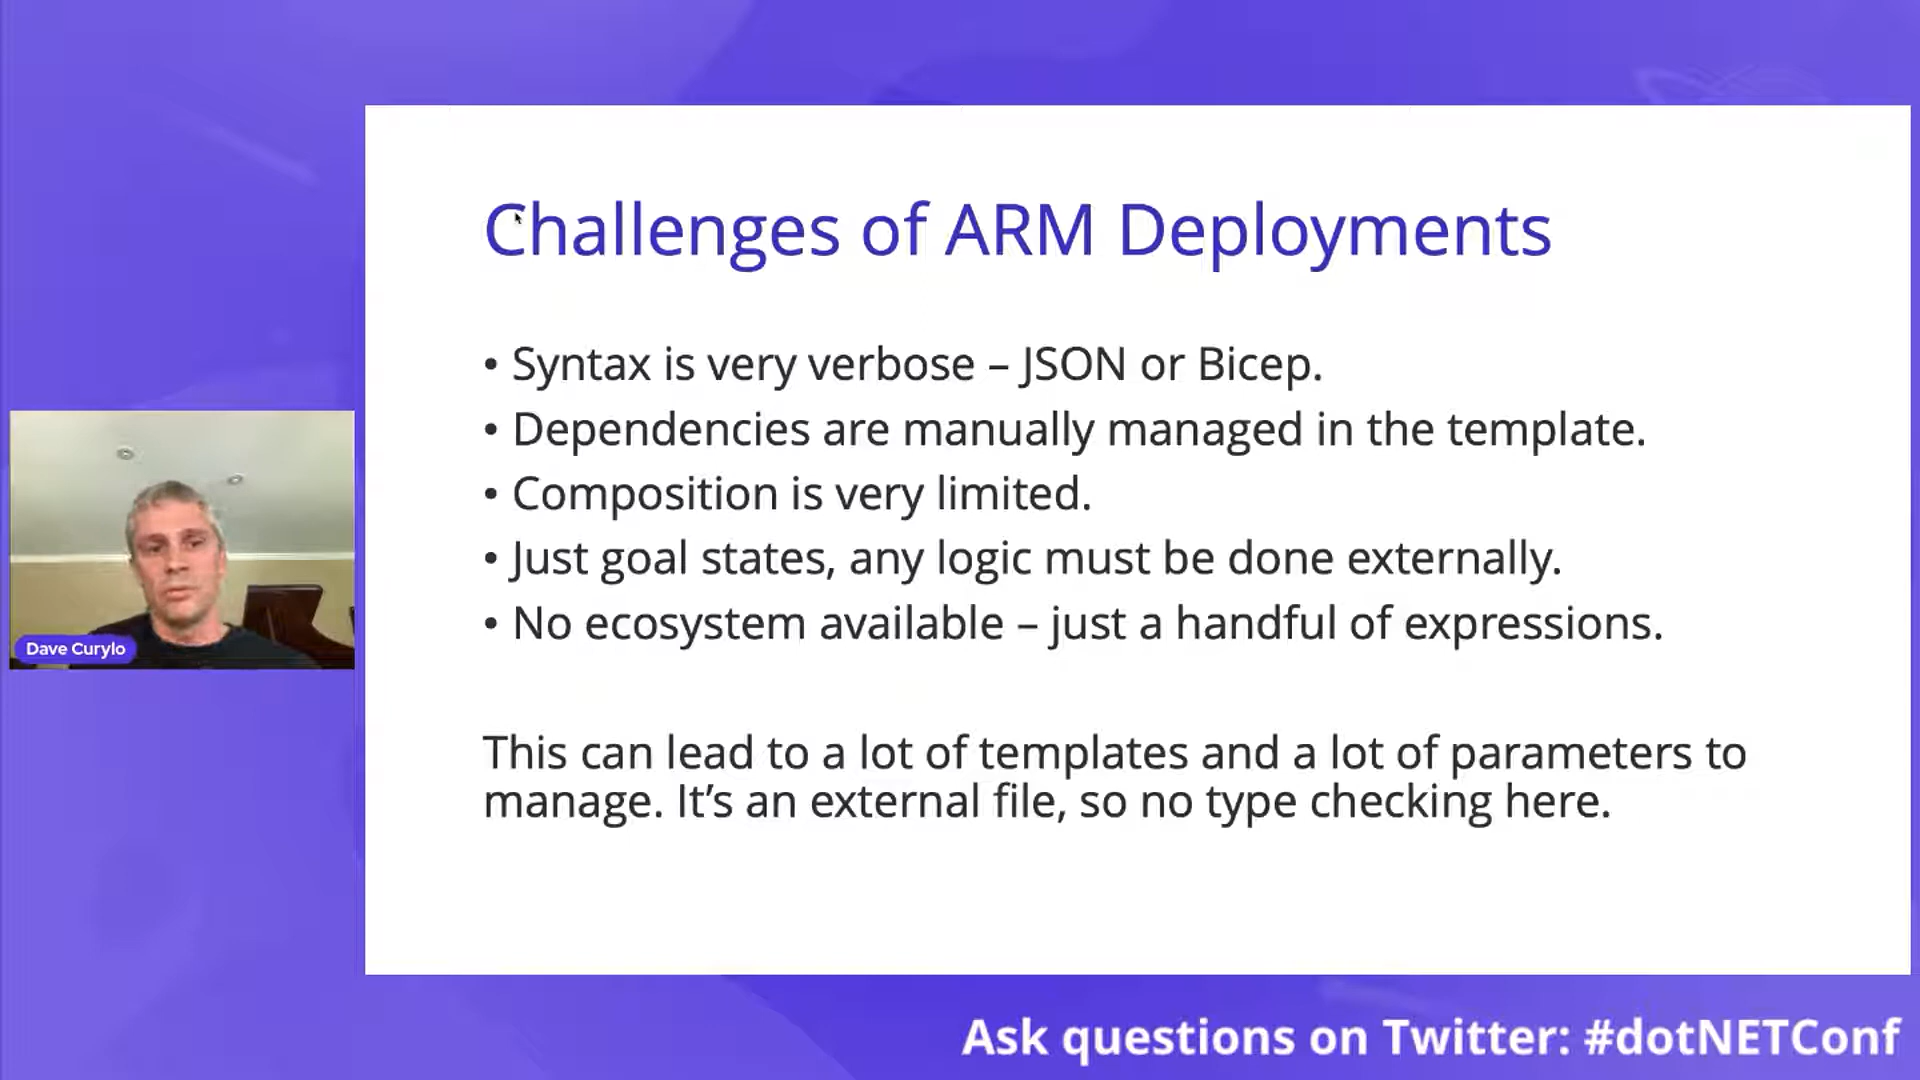 Challenges of ARM Deployments
• Syntax is very verbose – JSON or Bicep.
• Dependencies are manually managed in the template.
• Composition is very limited.
• Just goal states, any logic must be done externally.
• No ecosystem available – just a handful of expressions.
This can lead to a lot of templates and a lot of parameters to
manage. It’s an external file, so no type checking here.
Dave Curylo
Ask questions on Twitter: #dotNETConf